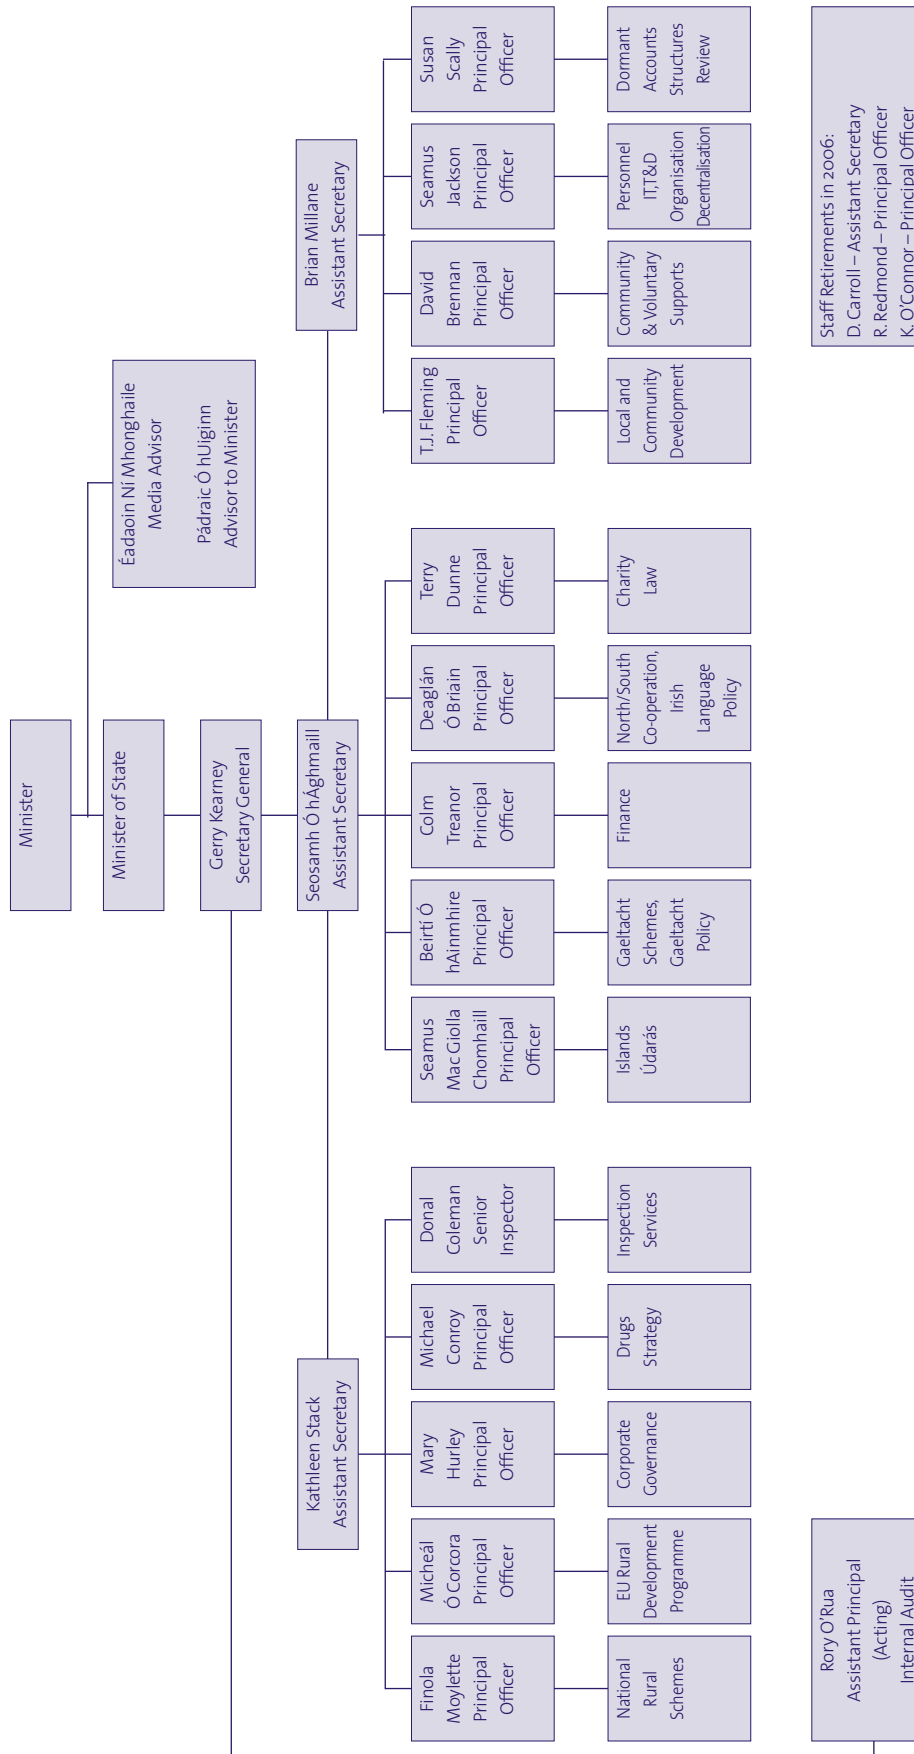 Minister
Minister of State
Éadaoin Ní Mhonghaile
Media Advisor
Pádraic Ó hUiginn
Advisor to Minister
Gerry Kearney
Secretary General
Kathleen Stack
Assistant Secretary
Seosamh Ó hÁghmaill
Assistant Secretary
Brian Millane
Assistant Secretary
Finola
Moylette
Principal
Officer
Micheál
Ó Corcora
Principal
Officer
Mary
Hurley
Principal
Officer
Michael
Conroy
Principal
Officer
Donal
Coleman
Senior
Inspector
Seamus
Mac Giolla
Chomhaill
Principal
Officer
Beirtí Ó
hAinmhire
Principal
Officer
Colm
Treanor
Principal
Officer
Deaglán
Ó Briain
Principal
Officer
Terry
Dunne
Principal
Officer
T.J. Fleming
Principal
Officer
David
Brennan
Principal
Officer
Seamus
Jackson
Principal
Officer
Susan
Scally
Principal
Officer
National
Rural
Schemes
EU Rural
Development
Programme
Corporate
Governance
Drugs
Strategy
Inspection
Services
Islands
Údarás
Gaeltacht
Schemes,
Gaeltacht
Policy
Finance
North/South
Co-operation,
Irish
Language
Policy
Charity
Law
Local and
Community
Development
Community
& Voluntary
Supports
Personnel
IT,T&D
Organisation
Decentralisation
Dormant
Accounts
Structures
Review
Rory O'Rua
Assistant Principal
(Acting)
Internal Audit
Staff Retirements in 2006:
D. Carroll – Assistant Secretary
R. Redmond – Principal Officer
K. O'Connor – Principal Officer